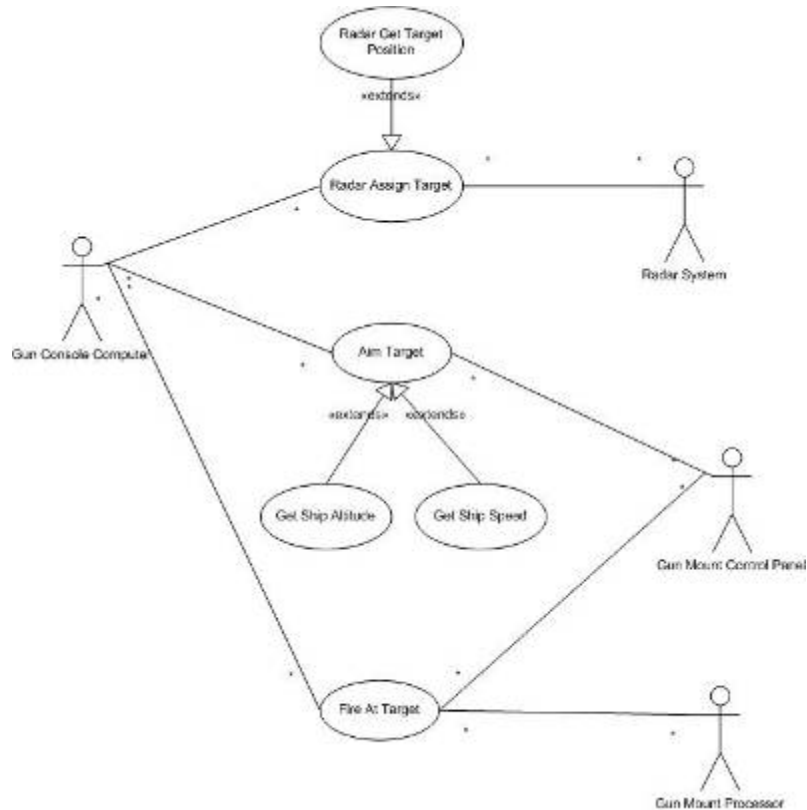 Radar Get Target
Position
«extends»
Radar Assign Target
Radar System
Gun Console Computer
Aim Target
«extends» «extends»
Get Ship Altitude
Get Ship Speed
Gun Mount Control Panel
Fire At Target
Gun Mount Processor